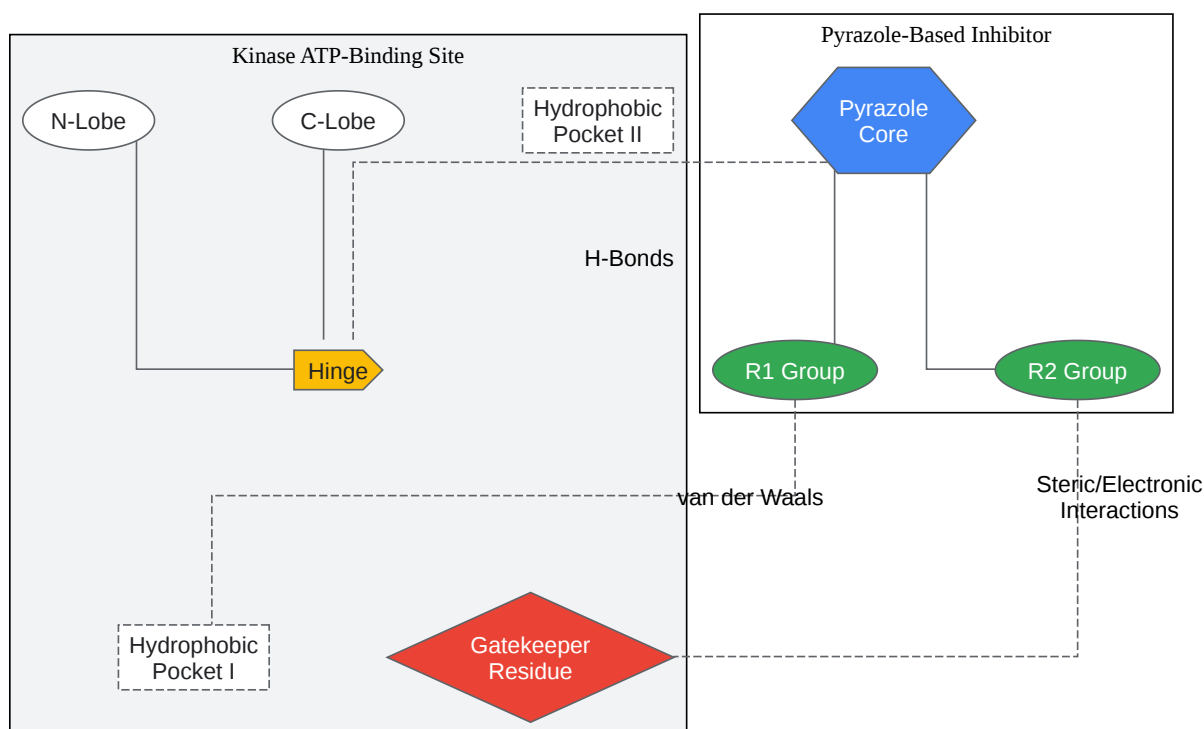 Kinase ATP-Binding Site
Pyrazole-Based Inhibitor
N-Lobe
C-Lobe
Hydrophobic
Pocket II
Pyrazole
Core
H-Bonds
Hinge
R1 Group
R2 Group
van der Waals
Steric/Electronic
Interactions
Hydrophobic
Pocket I
Gatekeeper
Residue